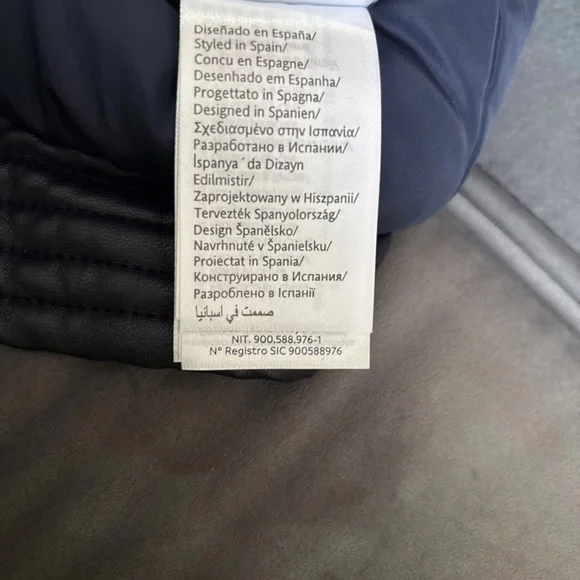 Diseñado en España/
Styled in Spain/
Concu en Espagne/
Desenhado em Espanha/
Progettato in Spagna/
Designed in Spanien/
Σχεδιασμένο στην Ισπανία/
Разработано в Испании/
İspanya´da Dizayn
Edilmistir/
Zaprojektowany w Hiszpanii/
Tervezték Spanyolország/
Design Španělsko/
Navrhnuté v Španielsku/
Proiectat in Spania/
Конструирано в Испания/
Разроблено в Іспанії
صممت في اسبانيا
NIT. 900.588.976-1
Nº Registro SIC 900588976